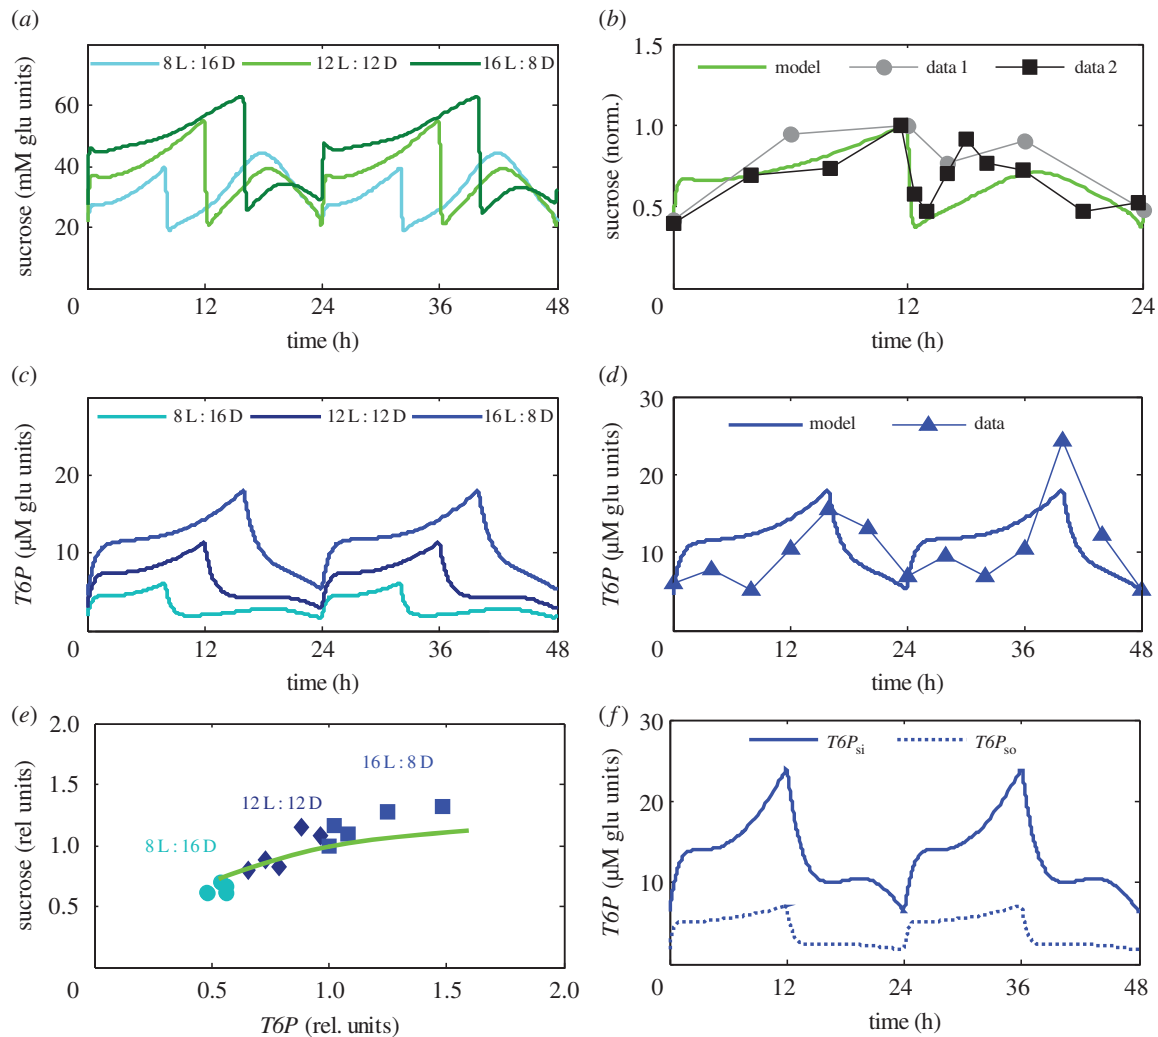 (a)
8 L : 16 D 12 L : 12 D 16 L : 8 D
60
40
20
0 12 24 36 48
sucrose (mM glu units)
time (h)
(b)
model data 1 data 2
1.5
1.0
0.5
0 12 24
sucrose (norm.)
time (h)
(c)
8 L : 16 D 12 L : 12 D 16 L : 8 D
20
10
0 12 24 36 48
T6P (µM glu units)
time (h)
(d)
model data
30
20
10
0 12 24 36 48
T6P (µM glu units)
time (h)
(e)
2.0
1.5
1.0
0.5
16 L : 8 D
12 L : 12 D
8 L : 16 D
0 0.5 1.0 1.5 2.0
sucrose (rel. units)
T6P (rel. units)
(f)
T6Psi T6Pso
30
20
10
0 12 24 36 48
T6P (µM glu units)
time (h)